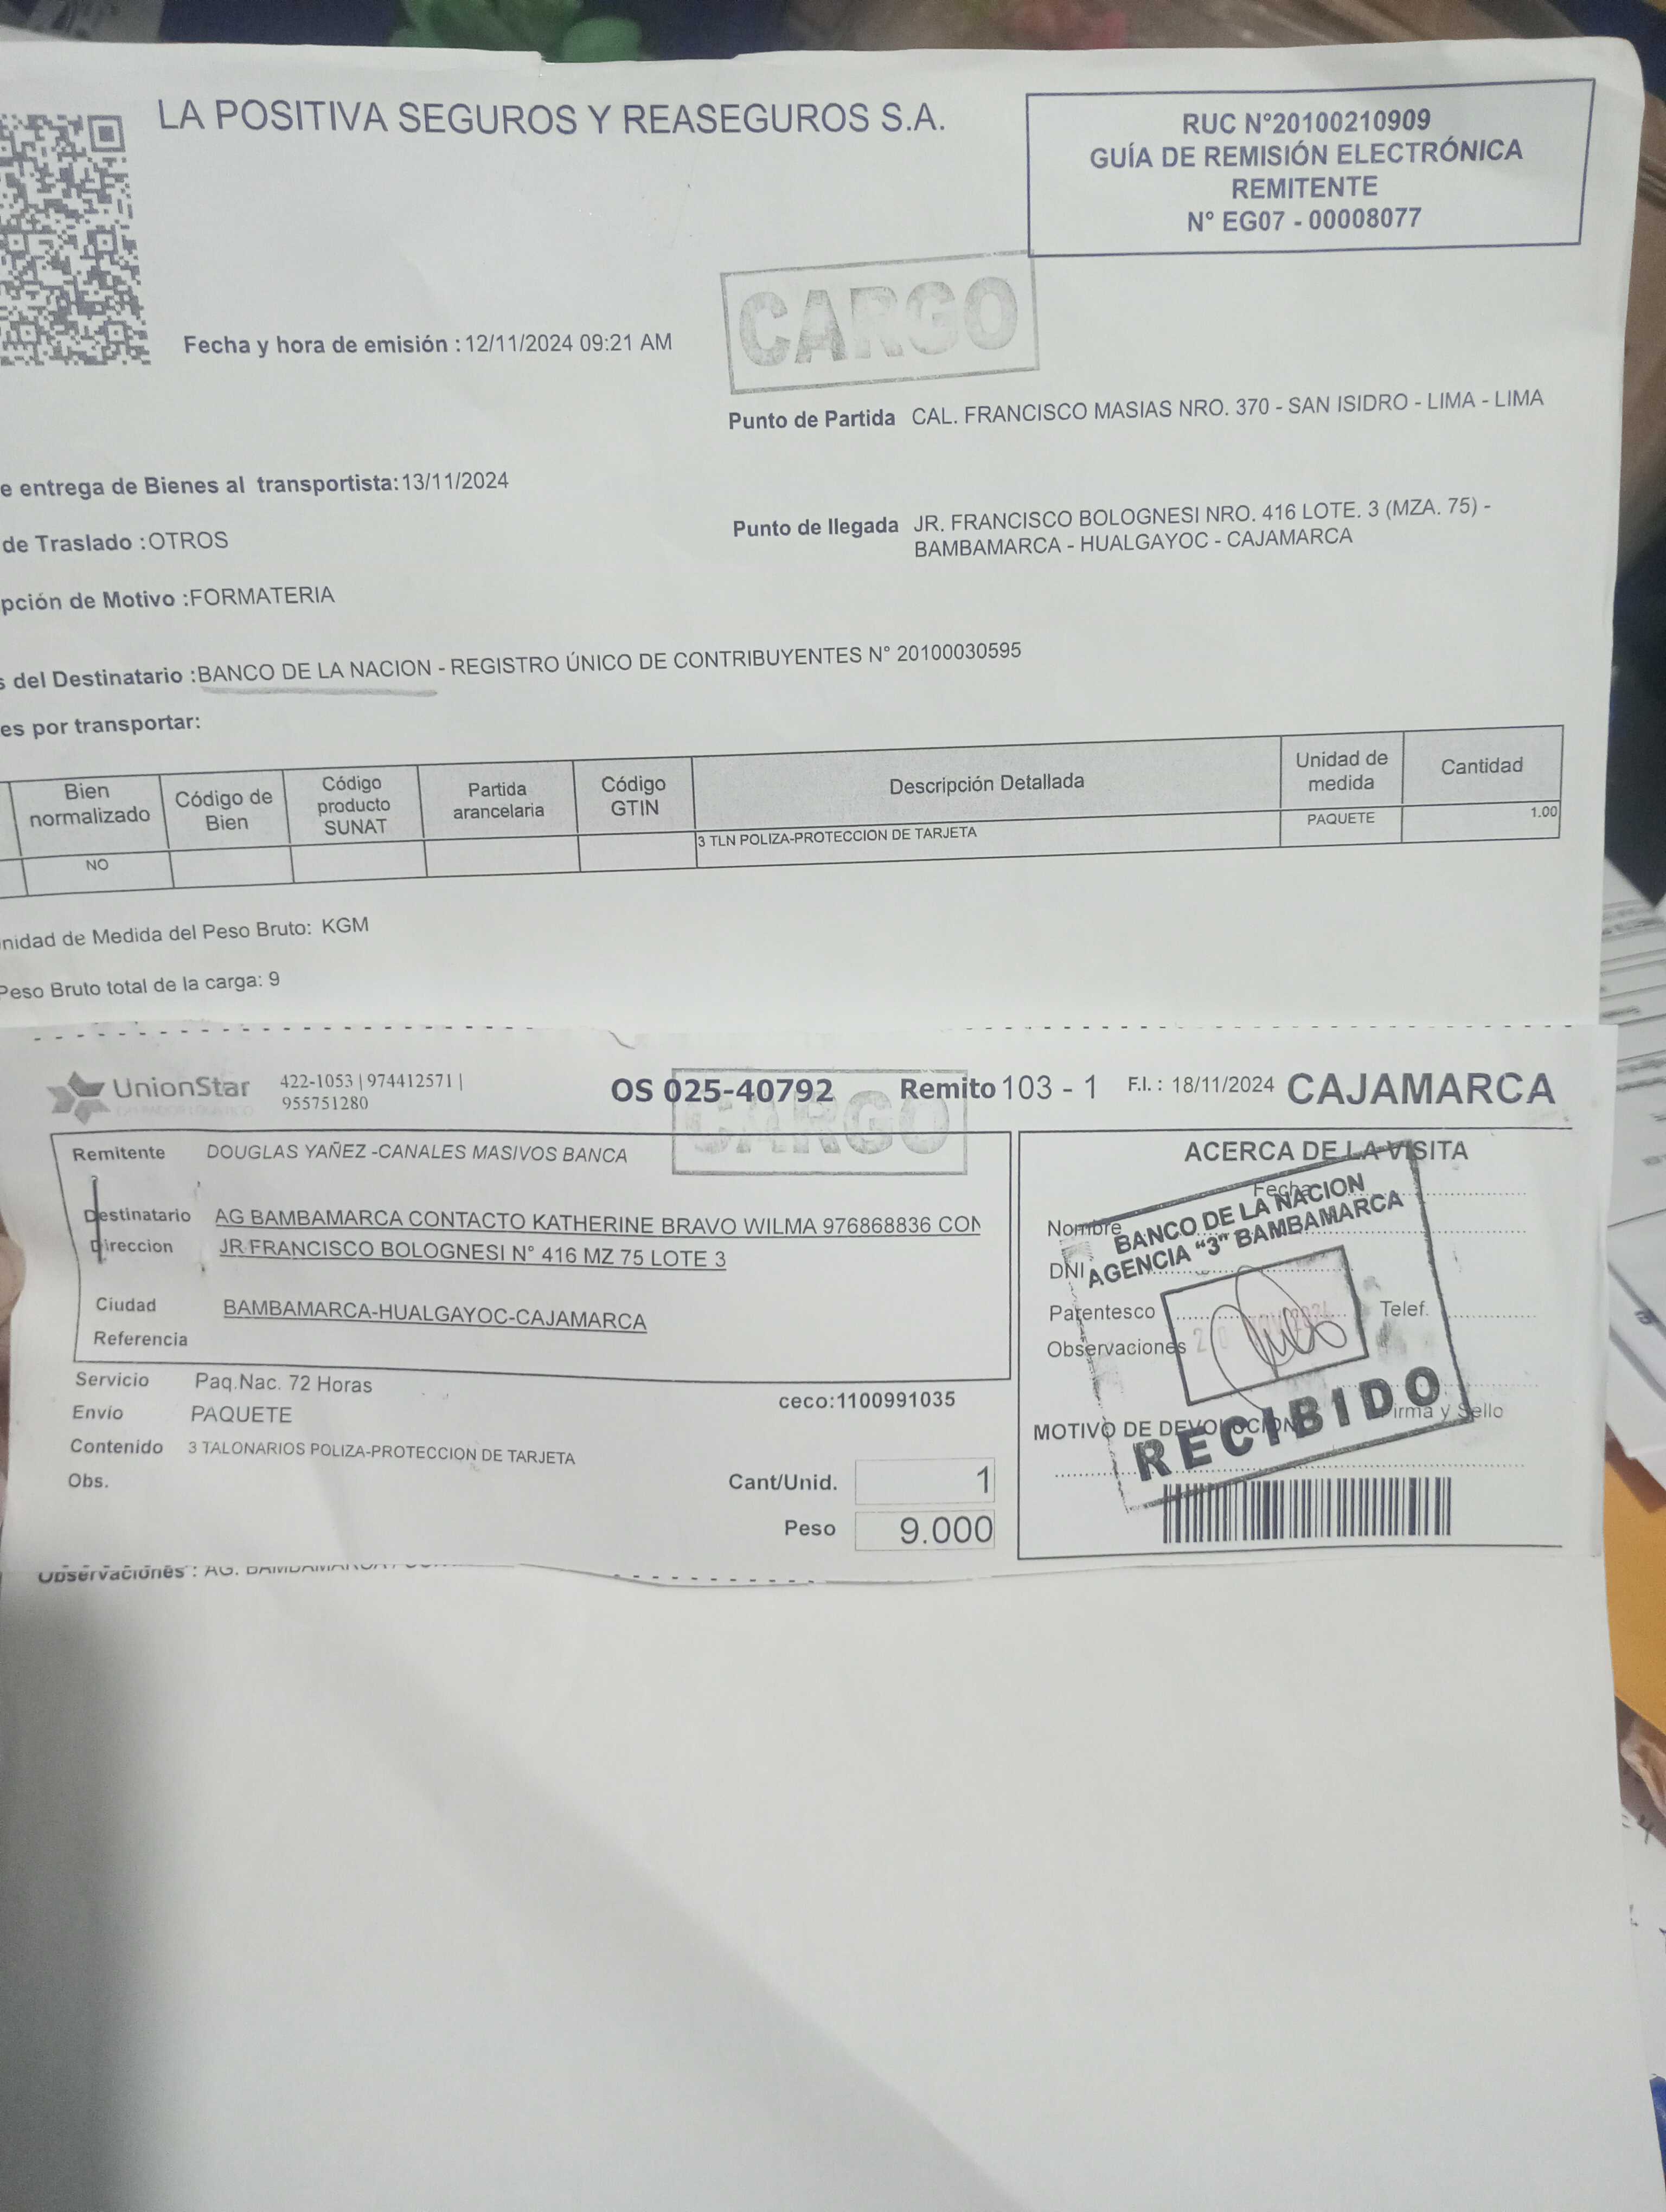 LA POSITIVA SEGUROS Y REASEGUROS S.A.
RUC N°20100210909
GUÍA DE REMISIÓN ELECTRÓNICA
REMITENTE
N° EG07 - 00008077
CARGO
Fecha y hora de emisión : 12/11/2024 09:21 AM
Punto de Partida CAL. FRANCISCO MASIAS NRO. 370 - SAN ISIDRO - LIMA - LIMA
e entrega de Bienes al transportista: 13/11/2024
Punto de llegada JR. FRANCISCO BOLOGNESI NRO. 416 LOTE. 3 (MZA. 75) -
BAMBAMARCA - HUALGAYOC - CAJAMARCA
de Traslado : OTROS
pción de Motivo : FORMATERIA
s del Destinatario : BANCO DE LA NACION - REGISTRO ÚNICO DE CONTRIBUYENTES N° 20100030595
es por transportar:
Bien normalizado Código de Bien Código producto SUNAT Partida arancelaria Código GTIN Descripción Detallada Unidad de medida Cantidad
NO 3 TLN POLIZA-PROTECCION DE TARJETA PAQUETE 1.00
nidad de Medida del Peso Bruto: KGM
Peso Bruto total de la carga: 9
UnionStar 422-1053 | 974412571 |
955751280
OS 025-40792 Remito 103 - 1 F.I. : 18/11/2024 CAJAMARCA
CARGO
Remitente DOUGLAS YAÑEZ -CANALES MASIVOS BANCA
Destinatario AG BAMBAMARCA CONTACTO KATHERINE BRAVO WILMA 976868836 CON
Direccion JR FRANCISCO BOLOGNESI N° 416 MZ 75 LOTE 3
Ciudad BAMBAMARCA-HUALGAYOC-CAJAMARCA
Referencia
Servicio Paq.Nac. 72 Horas
ceco:1100991035
Envio PAQUETE
Contenido 3 TALONARIOS POLIZA-PROTECCION DE TARJETA
Obs.
Cant/Unid. 1
Peso 9.000
ACERCA DE LA VISITA
Fecha
Nombre
DNI
Parentesco Telef.
Observaciones
Firma y Sello
MOTIVO DE DEVOLUCION
BANCO DE LA NACION
AGENCIA "3" BAMBAMARCA
RECIBIDO
Observaciones : AG. BAMBAMARCA